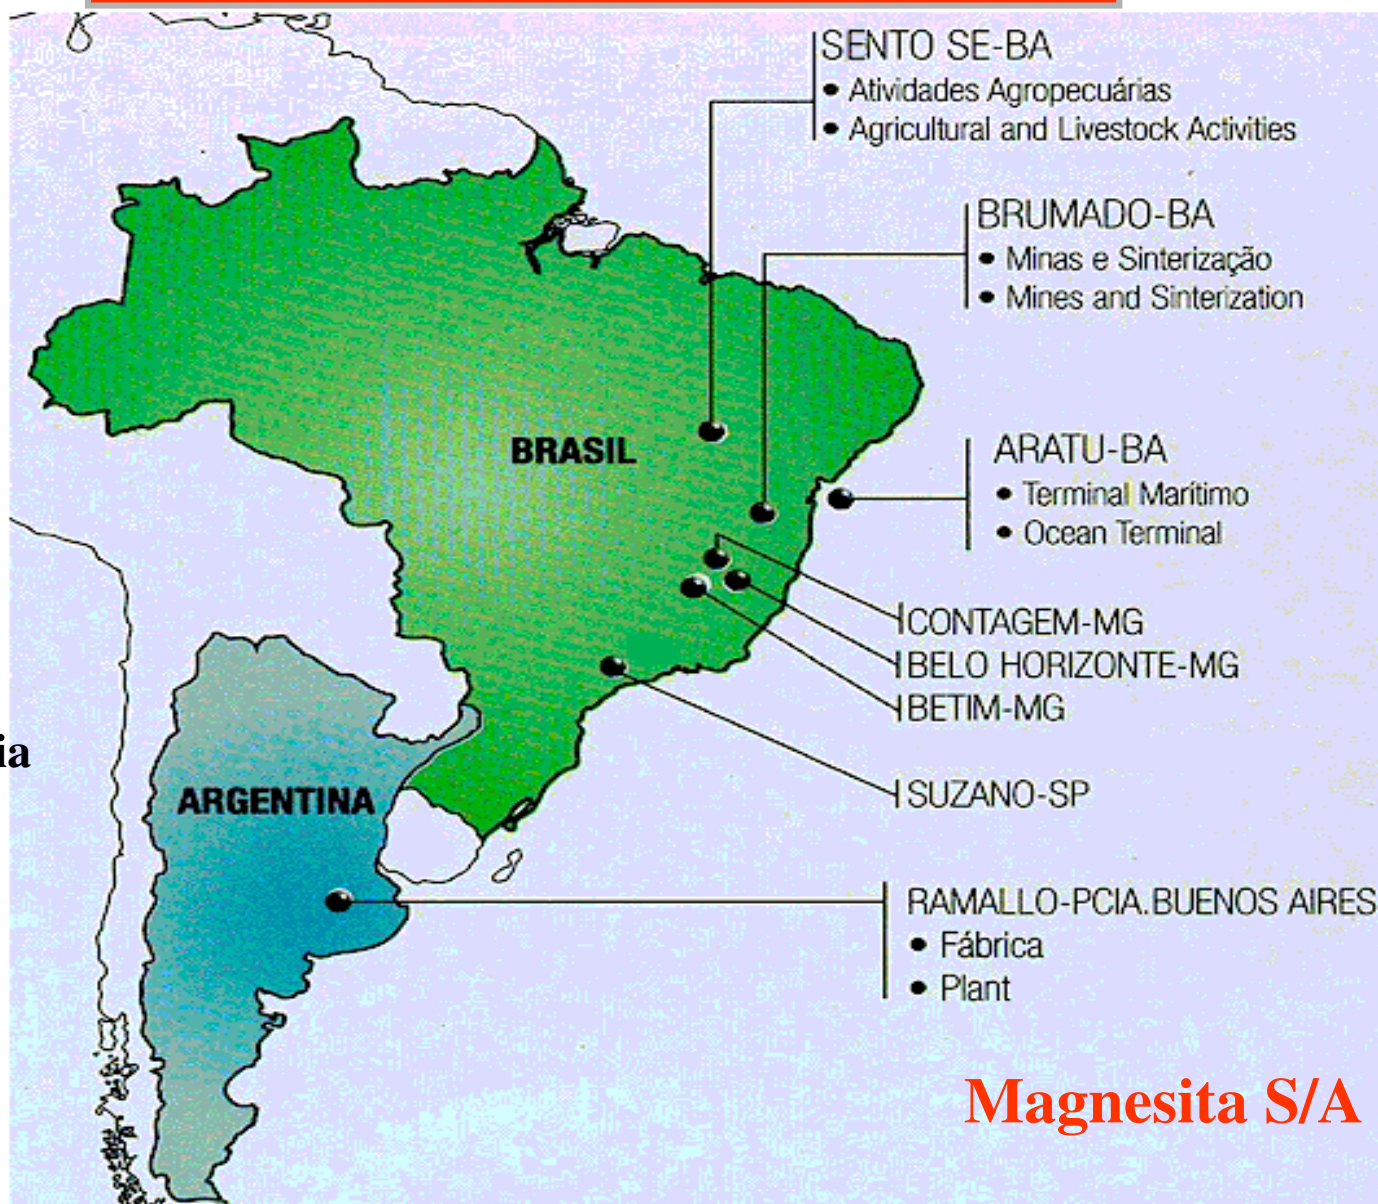 SENTO SE-BA
• Atividades Agropecuárias
• Agricultural and Livestock Activities
BRUMADO-BA
• Minas e Sinterização
• Mines and Sinterization
BRASIL
ARATU-BA
• Terminal Marítimo
• Ocean Terminal
CONTAGEM-MG
BELO HORIZONTE-MG
BETIM-MG
ia
ARGENTINA
SUZANO-SP
RAMALLO-PCIA.BUENOS AIRES
• Fábrica
• Plant
Magnesita S/A